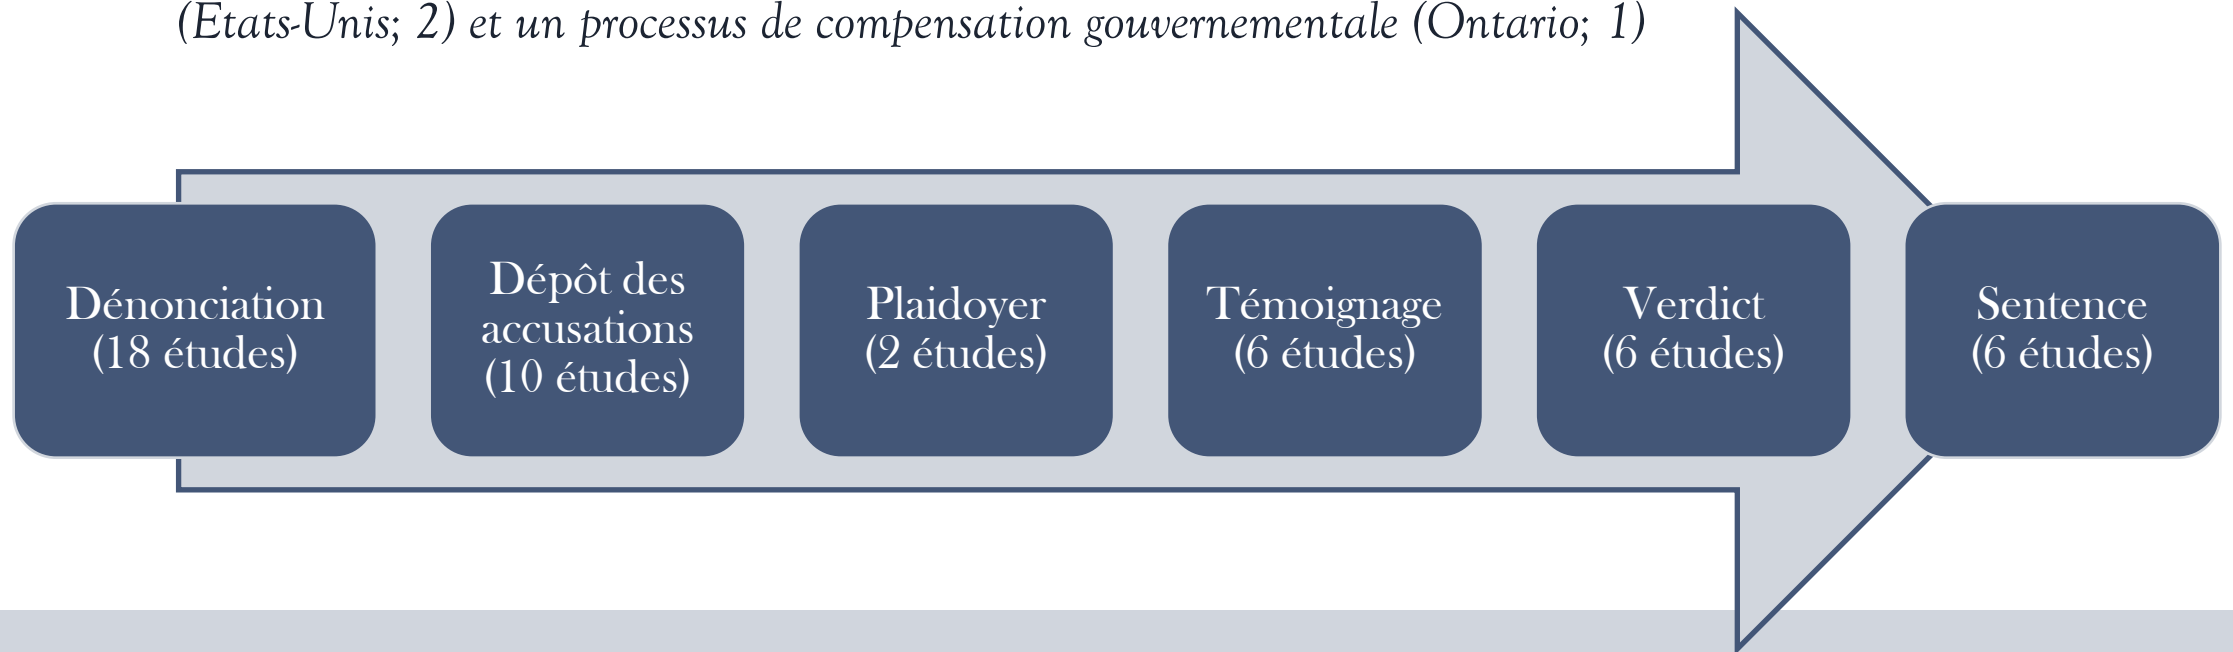 (Etats-Unis; 2) et un processus de compensation gouvernementale (Ontario; 1)
Dénonciation
(18 études)
Dépôt des
accusations
(10 études)
Plaidoyer
(2 études)
Témoignage
(6 études)
Verdict
(6 études)
Sentence
(6 études)